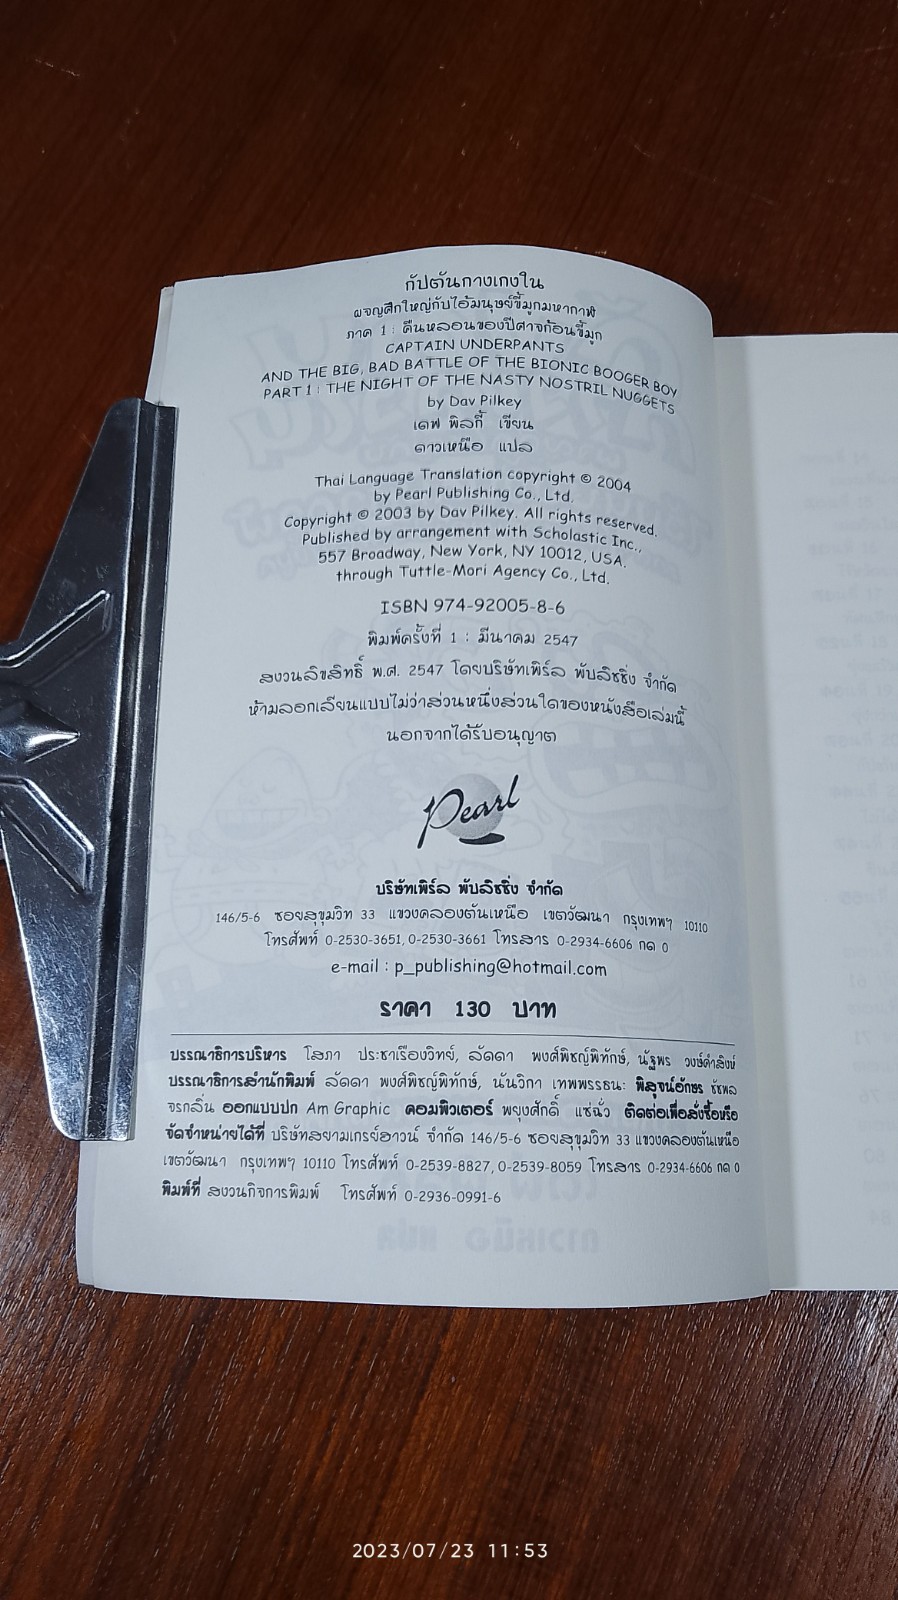 กัปตันกางเกงใน
ผจญศึกใหญ่กับไอ้มนุษย์ขี้มูกมหากาฬ
ภาค 1 : คืนหลอนของปีศาจก้อนขี้มูก
CAPTAIN UNDERPANTS
AND THE BIG, BAD BATTLE OF THE BIONIC BOOGER BOY
PART 1 : THE NIGHT OF THE NASTY NOSTRIL NUGGETS
by Dav Pilkey
เดฟ พิลกี้ เขียน
ดาวเหนือ แปล
Thai Language Translation copyright © 2004
by Pearl Publishing Co., Ltd.
Copyright © 2003 by Dav Pilkey. All rights reserved.
Published by arrangement with Scholastic Inc.,
557 Broadway, New York, NY 10012, USA.
through Tuttle-Mori Agency Co., Ltd.
ISBN 974-92005-8-6
พิมพ์ครั้งที่ 1 : มีนาคม 2547
สงวนลิขสิทธิ์ พ.ศ. 2547 โดยบริษัทเพิร์ล พับลิชชิ่ง จำกัด
ห้ามลอกเลียนแบบไม่ว่าส่วนหนึ่งส่วนใดของหนังสือเล่มนี้
นอกจากได้รับอนุญาต
Pearl
บริษัทเพิร์ล พับลิชชิ่ง จำกัด
146/5-6 ซอยสุขุมวิท 33 แขวงคลองตันเหนือ เขตวัฒนา กรุงเทพฯ 10110
โทรศัพท์ 0-2530-3651, 0-2530-3661 โทรสาร 0-2934-6606 กด 0
e-mail : p_publishing@hotmail.com
ราคา 130 บาท
บรรณาธิการบริหาร โสภา ประชาเรืองวิทย์, ลัดดา พงศ์พิชญ์พิทักษ์, นัฐพร วงษ์คำสิงห์
บรรณาธิการสำนักพิมพ์ ลัดดา พงศ์พิชญ์พิทักษ์, นันวิกา เทพพรรธนะ พิสูจน์อักษร ชัชพล
จรกลิ่น ออกแบบปก Am Graphic คอมพิวเตอร์ พยุงศักดิ์ แซ่ฉั่ว ติดต่อเพื่อสั่งซื้อหรือ
จัดจำหน่ายได้ที่ บริษัทสยามเกรย์ฮาวน์ จำกัด 146/5-6 ซอยสุขุมวิท 33 แขวงคลองตันเหนือ
เขตวัฒนา กรุงเทพฯ 10110 โทรศัพท์ 0-2539-8827, 0-2539-8059 โทรสาร 0-2934-6606 กด 0
พิมพ์ที่ สงวนกิจการพิมพ์ โทรศัพท์ 0-2936-0991-6
2023/07/23 11:53